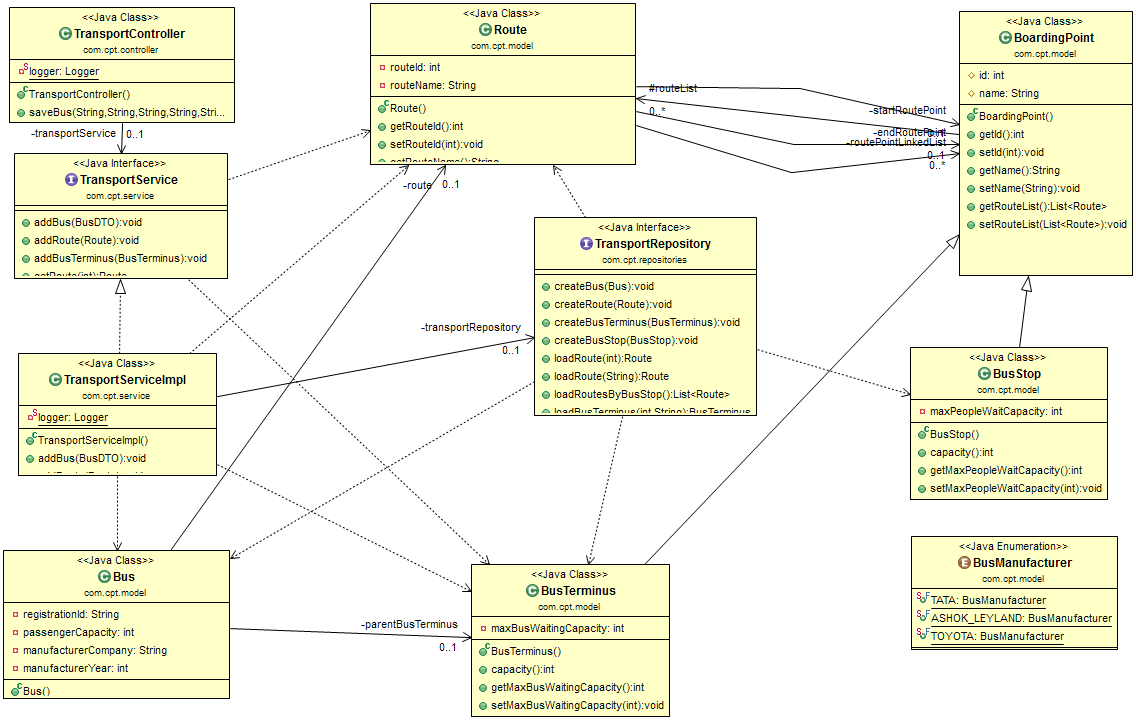 <<Java Class>>
TransportController
com.cpt.controller
logger: Logger
TransportController()
saveBus(String,String,String,String,Stri...
-transportService
0..1
<<Java Interface>>
TransportService
com.cpt.service
addBus(BusDTO):void
addRoute(Route):void
addBusTerminus(BusTerminus):void
getRoute(int):Route
<<Java Class>>
TransportServiceImpl
com.cpt.service
logger: Logger
TransportServiceImpl()
addBus(BusDTO):void
<<Java Class>>
Bus
com.cpt.model
registrationId: String
passengerCapacity: int
manufacturerCompany: String
manufacturerYear: int
Bus()
<<Java Class>>
Route
com.cpt.model
routeId: int
routeName: String
Route()
getRouteId():int
setRouteId(int):void
getRouteName():String
-route
0..1
#routeList
0..*
-startRoutePoint
-endRoutePoint
-routePointLinkedList
0..1
0..*
<<Java Interface>>
TransportRepository
com.cpt.repositories
createBus(Bus):void
createRoute(Route):void
createBusTerminus(BusTerminus):void
createBusStop(BusStop):void
loadRoute(int):Route
loadRoute(String):Route
loadRoutesByBusStop():List<Route>
loadBusTerminus(int,String):BusTerminus
-transportRepository
0..1
-parentBusTerminus
0..1
<<Java Class>>
BusTerminus
com.cpt.model
maxBusWaitingCapacity: int
BusTerminus()
capacity():int
getMaxBusWaitingCapacity():int
setMaxBusWaitingCapacity(int):void
<<Java Class>>
BoardingPoint
com.cpt.model
id: int
name: String
BoardingPoint()
getId():int
setId(int):void
getName():String
setName(String):void
getRouteList():List<Route>
setRouteList(List<Route>):void
<<Java Class>>
BusStop
com.cpt.model
maxPeopleWaitCapacity: int
BusStop()
capacity():int
getMaxPeopleWaitCapacity():int
setMaxPeopleWaitCapacity(int):void
<<Java Enumeration>>
BusManufacturer
com.cpt.model
TATA: BusManufacturer
ASHOK_LEYLAND: BusManufacturer
TOYOTA: BusManufacturer